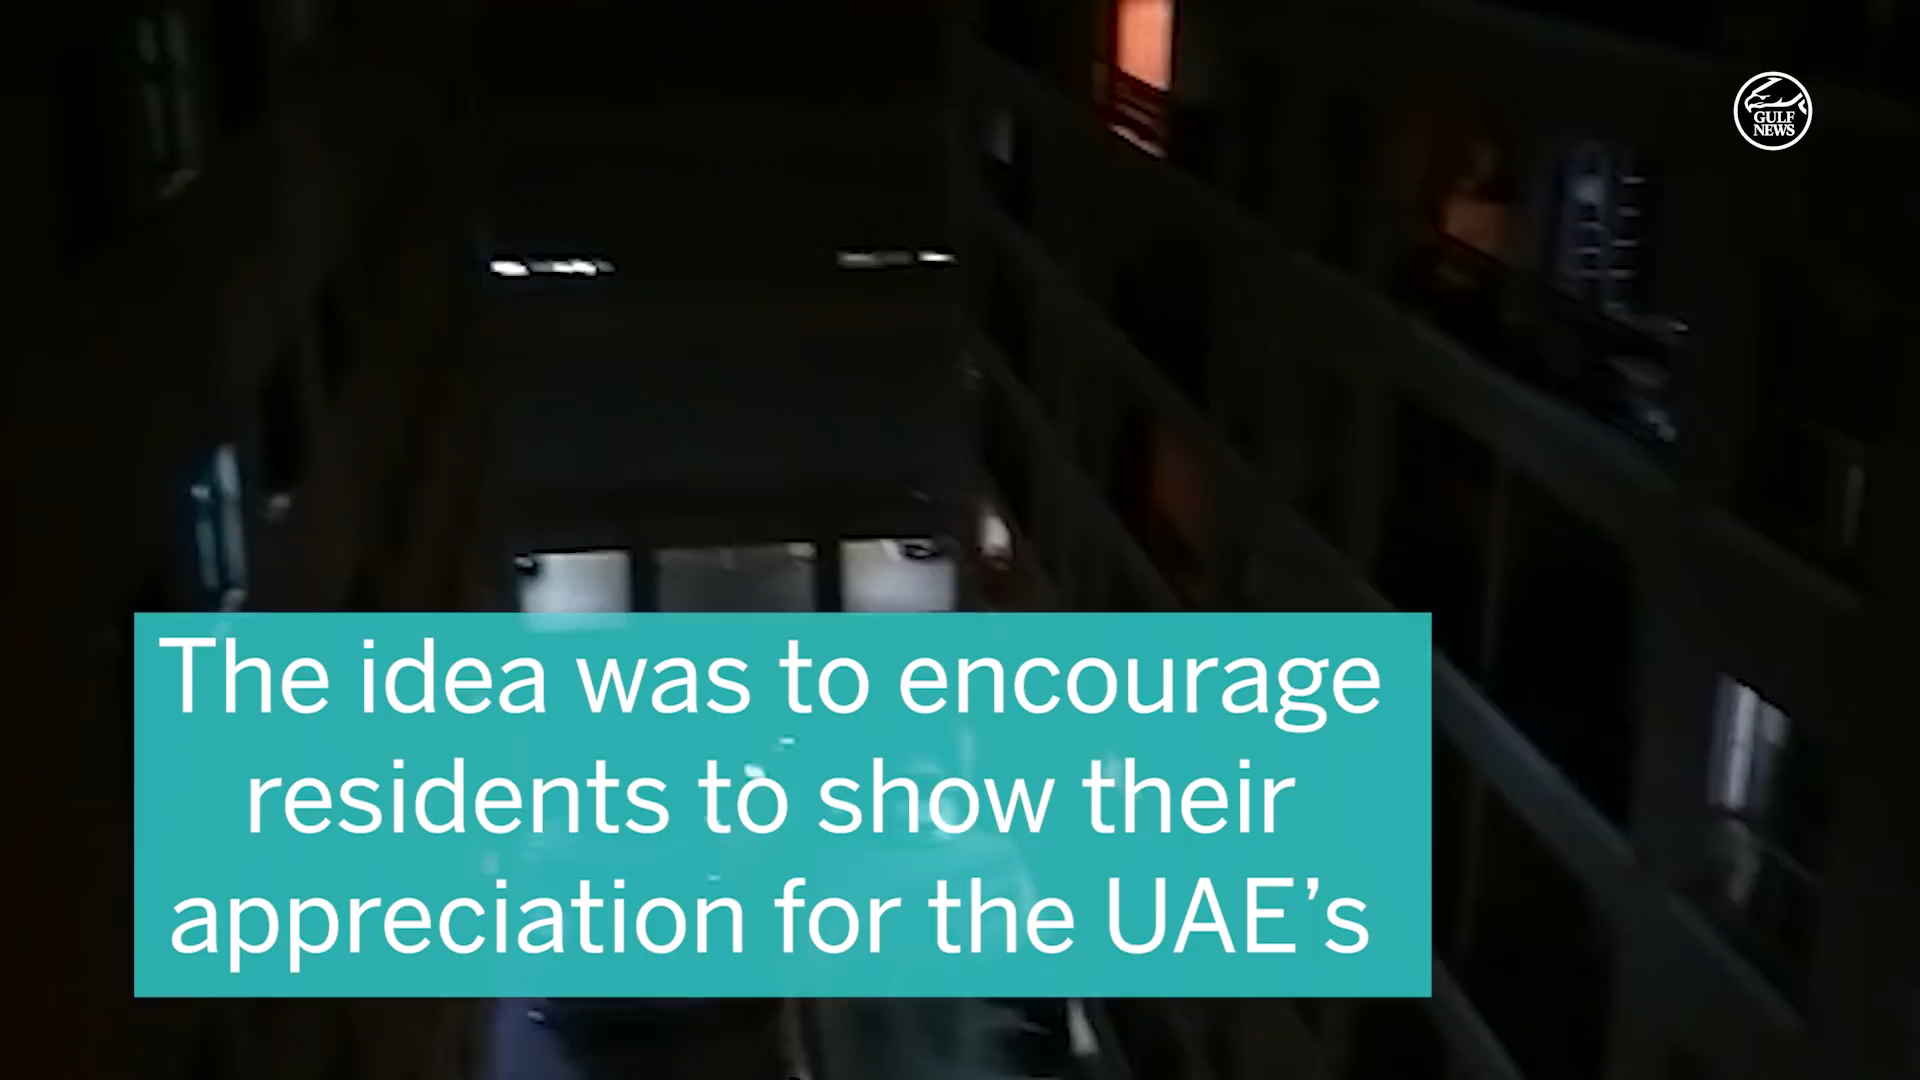 GULF
NEWS
The idea was to encourage
residents to show their
appreciation for the UAE’s